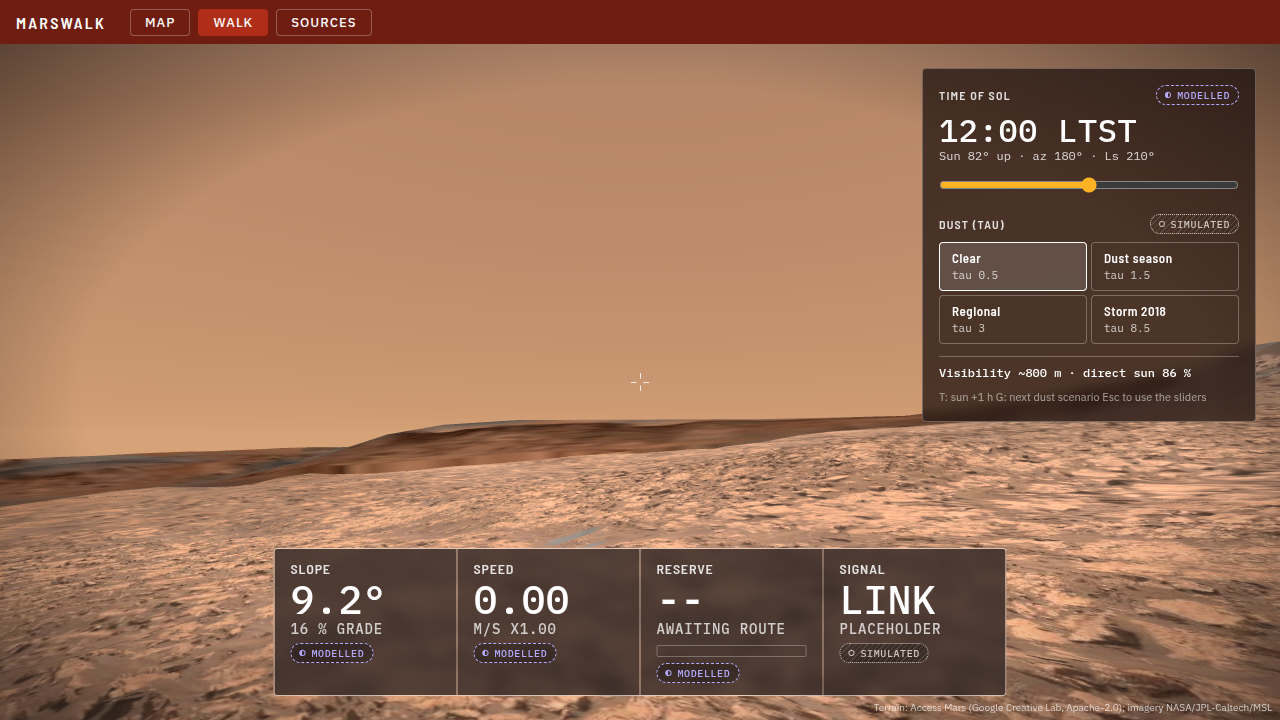 MARSWALK
MAP
WALK
SOURCES
TIME OF SOL
MODELLED
12:00 LTST
Sun 82° up · az 180° · Ls 210°
DUST (TAU)
SIMULATED
Clear
tau 0.5
Dust season
tau 1.5
Regional
tau 3
Storm 2018
tau 8.5
Visibility ~800 m · direct sun 86 %
T: sun +1 h G: next dust scenario Esc to use the sliders
SLOPE
9.2°
16 % GRADE
MODELLED
SPEED
0.00
M/S X1.00
MODELLED
RESERVE
--
AWAITING ROUTE
MODELLED
SIGNAL
LINK
PLACEHOLDER
SIMULATED
Terrain: Access Mars (Google Creative Lab, Apache-2.0); imagery NASA/JPL-Caltech/MSL